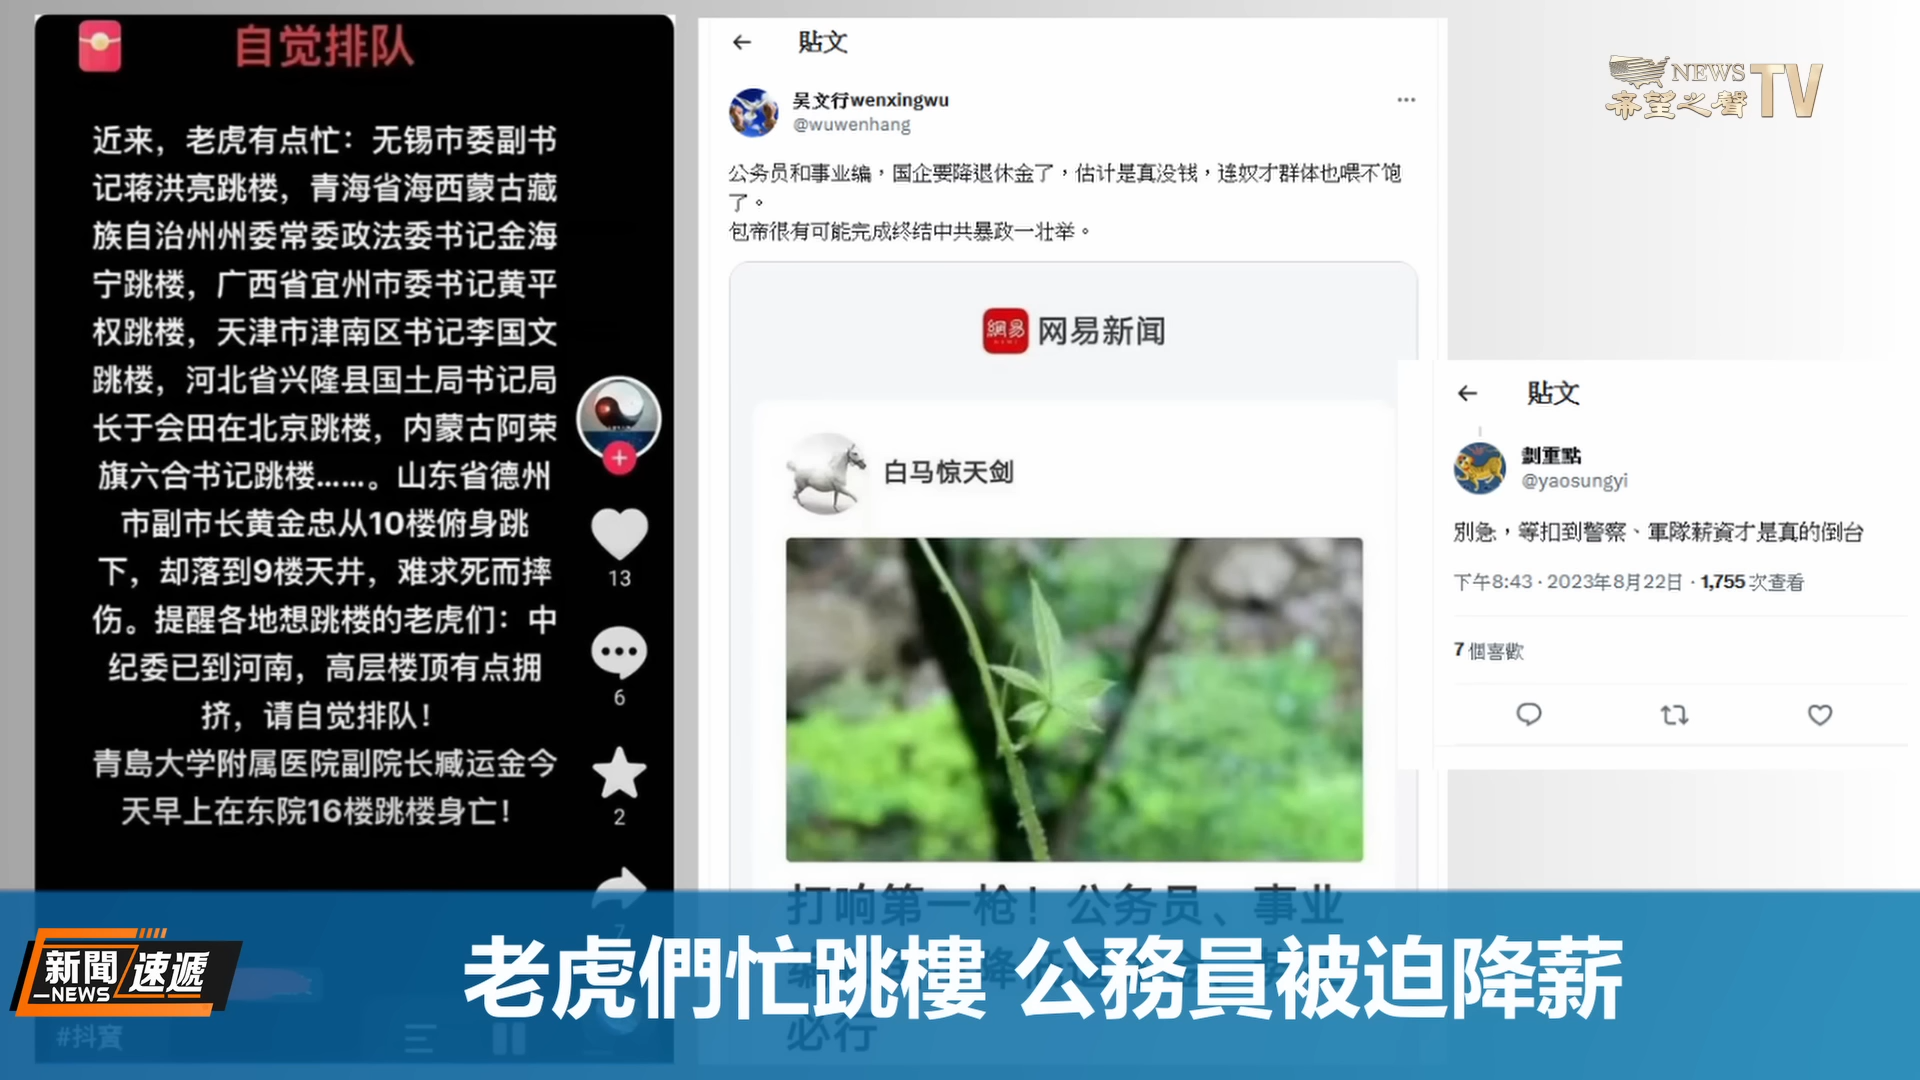 自觉排队
近来，老虎有点忙：无锡市委副书
记蒋洪亮跳楼，青海省海西蒙古藏
族自治州州委常委政法委书记金海
宁跳楼，广西省宜州市委书记黄平
权跳楼，天津市津南区书记李国文
跳楼，河北省兴隆县国土局书记局
长于会田在北京跳楼，内蒙古阿荣
旗六合书记跳楼……。山东省德州
市副市长黄金忠从10楼俯身跳
下，却落到9楼天井，难求死而摔
伤。提醒各地想跳楼的老虎们：中
纪委已到河南，高层楼顶有点拥
挤，请自觉排队！
青島大学附属医院副院长臧运金今
天早上在东院16楼跳楼身亡！
13
6
2
7
#抖音
貼文
吴文行wenxingwu
@wuwenhang
公务员和事业编，国企要降退休金了，估计是真没钱，连奴才群体也喂不饱
了。
包帝很有可能完成终结中共暴政一壮举。
網易
网易新闻
白马惊天剑
打响第一枪！公务员、事业
必行
貼文
劃重點
@yaosungyi
別急，等扣到警察、軍隊薪資才是真的倒台
下午8:43 · 2023年8月22日 · 1,755 次查看
7 個喜歡
NEWS
希望之聲
TV
新聞
NEWS
速遞
老虎們忙跳樓 公務員被迫降薪